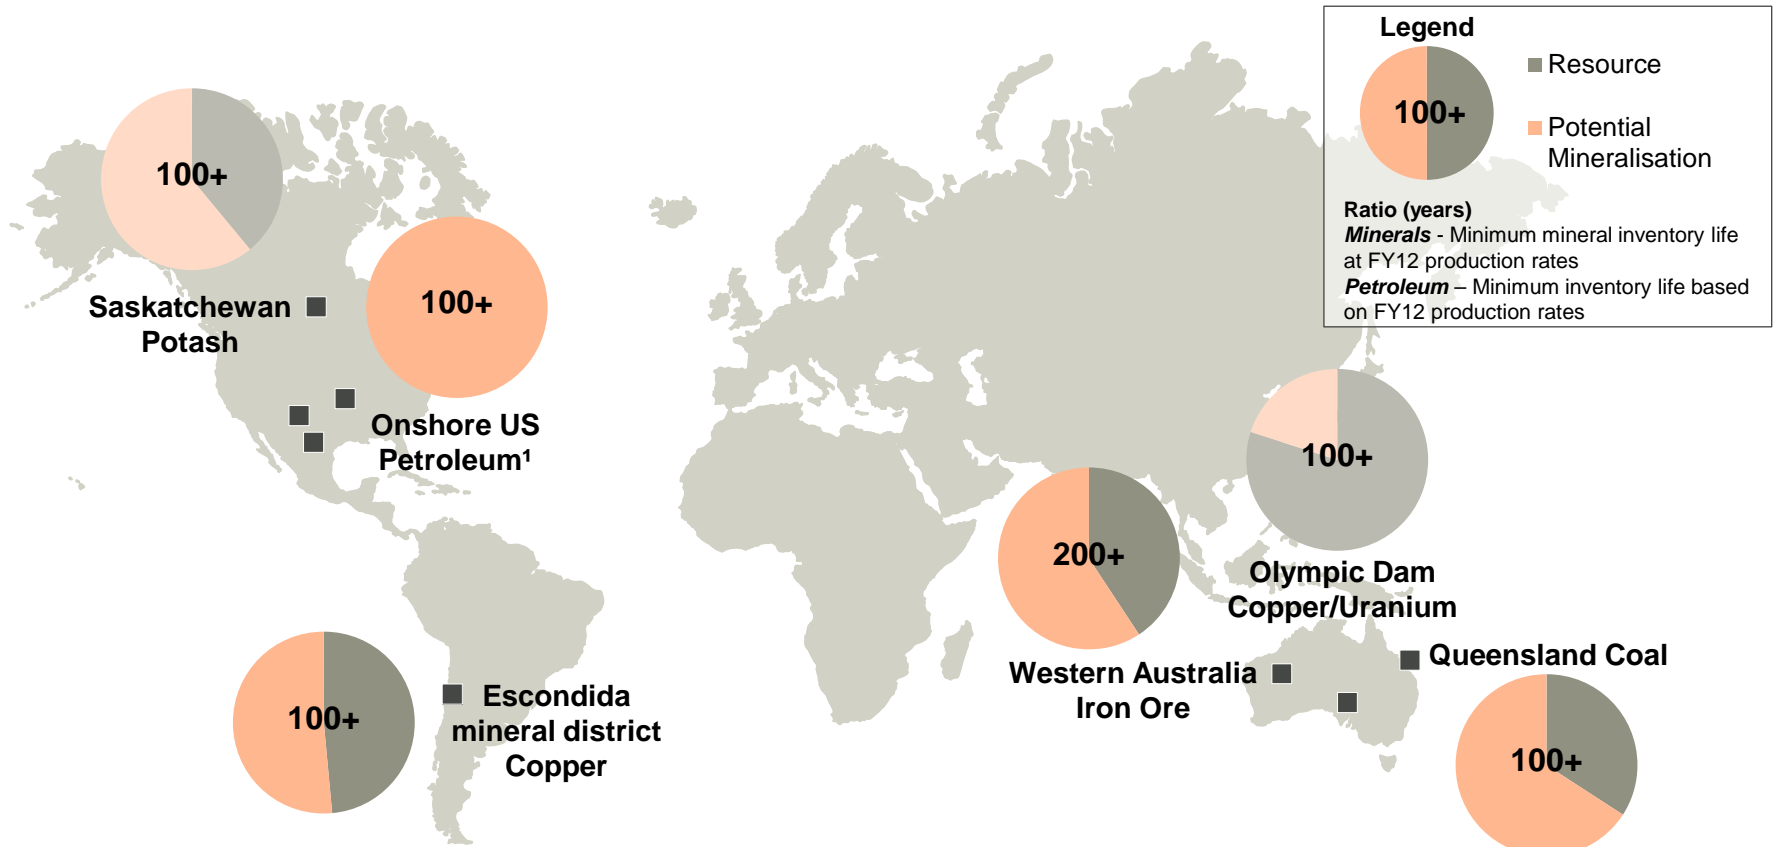 Legend
100+
Resource
Potential
Mineralisation
Ratio (years)
Minerals - Minimum mineral inventory life
at FY12 production rates
Petroleum – Minimum inventory life based
on FY12 production rates
100+
Saskatchewan
Potash
100+
Onshore US
Petroleum¹
100+
Escondida
mineral district
Copper
200+
Western Australia
Iron Ore
100+
Olympic Dam
Copper/Uranium
Queensland Coal
100+